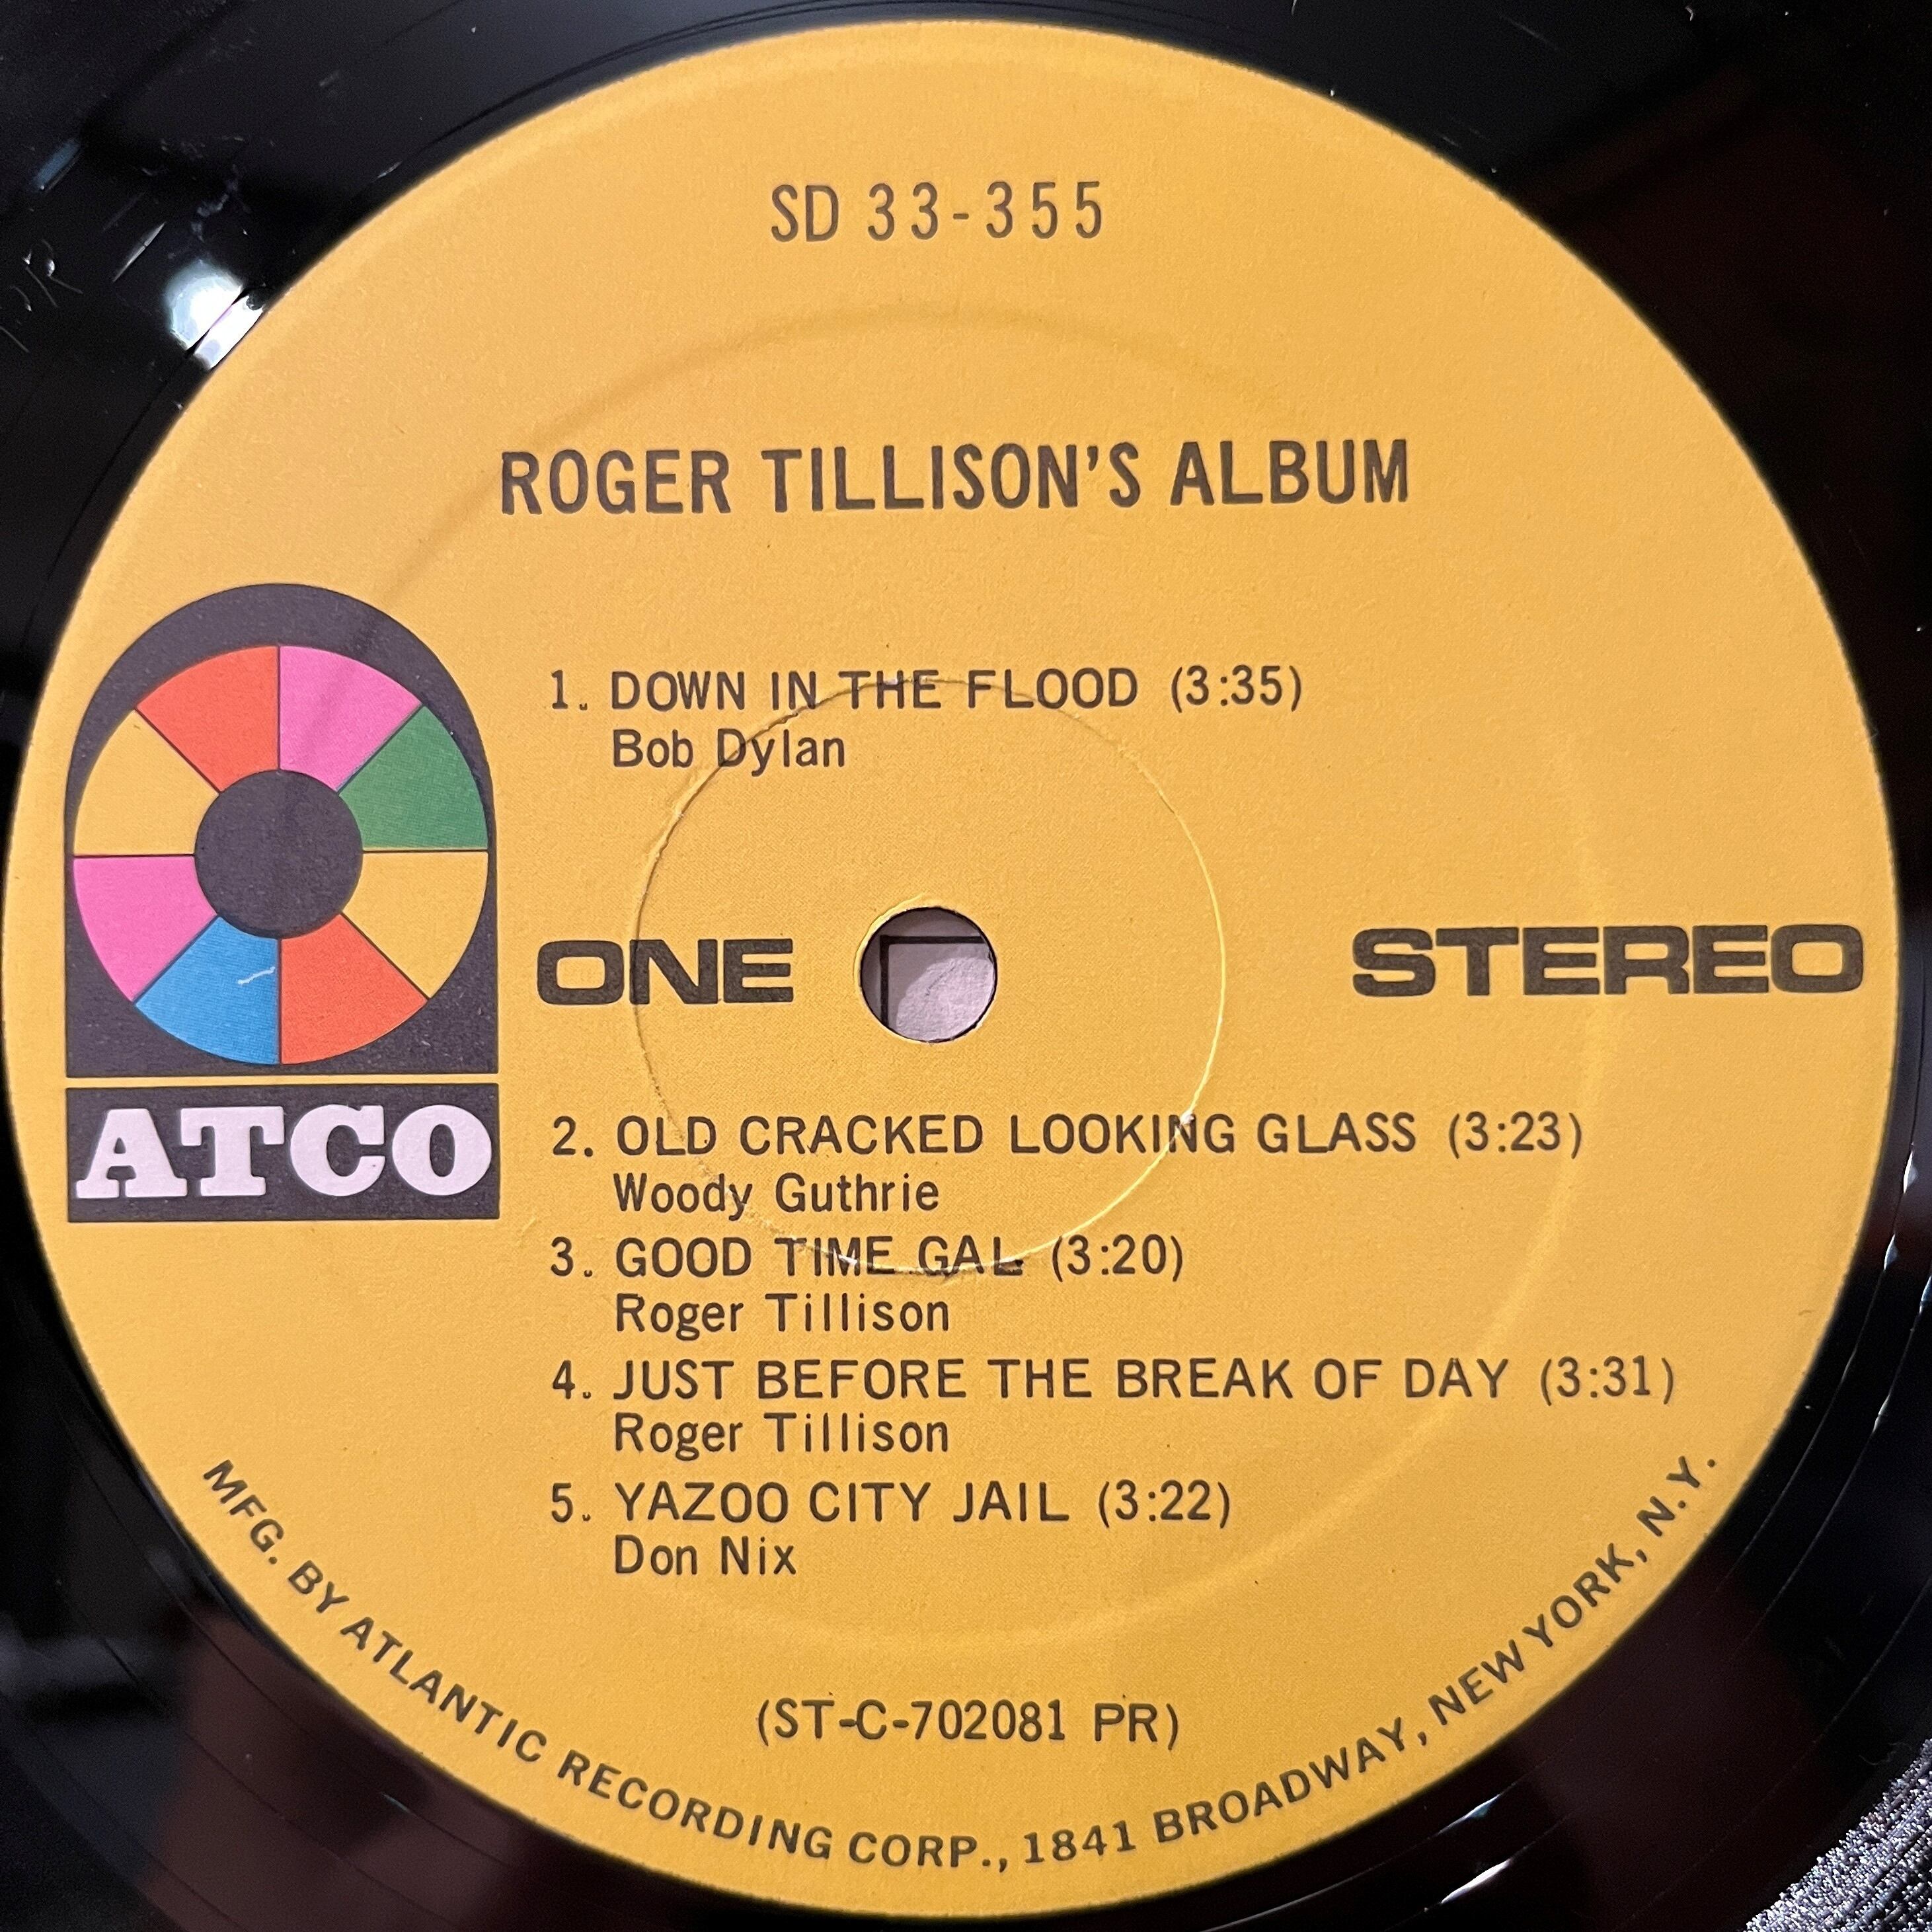 SD 33-355
ROGER TILLISON'S ALBUM
1. DOWN IN THE FLOOD (3:35)
Bob Dylan
ONE
STEREO
ATCO
2. OLD CRACKED LOOKING GLASS (3:23)
Woody Guthrie
3. GOOD TIME GAL (3:20)
Roger Tillison
4. JUST BEFORE THE BREAK OF DAY (3:31)
Roger Tillison
5. YAZOO CITY JAIL (3:22)
Don Nix
(ST-C-702081 PR)
MFG. BY ATLANTIC RECORDING CORP., 1841 BROADWAY, NEW YORK, N.Y.